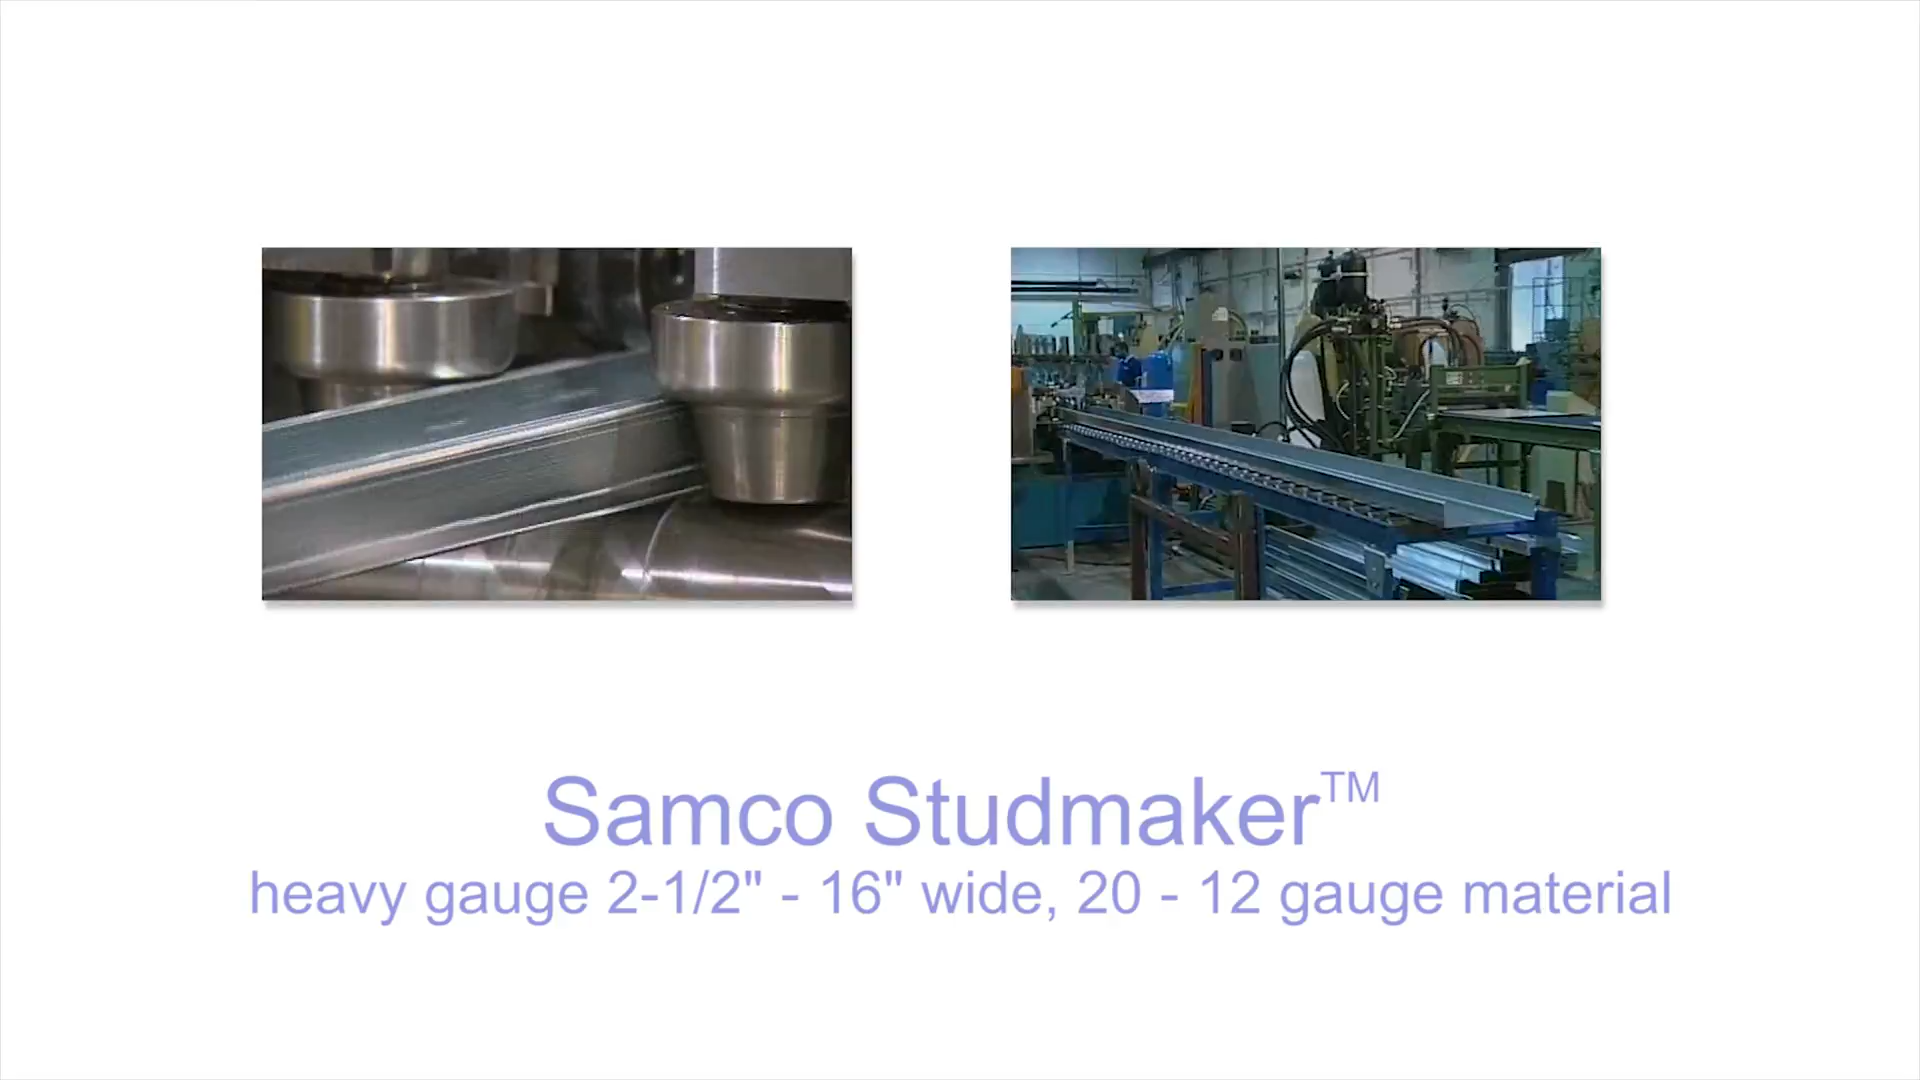 Samco Studmaker™
heavy gauge 2-1/2" - 16" wide, 20 - 12 gauge material